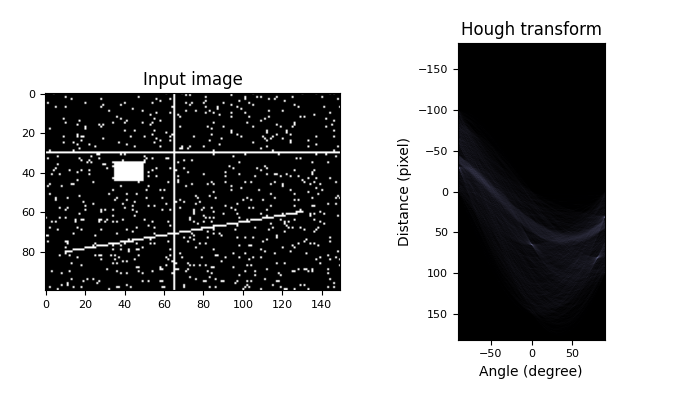 Input image
0
20
40
60
80
0 20 40 60 80 100 120 140
Hough transform
Distance (pixel)
−150
−100
−50
0
50
100
150
−50 0 50
Angle (degree)